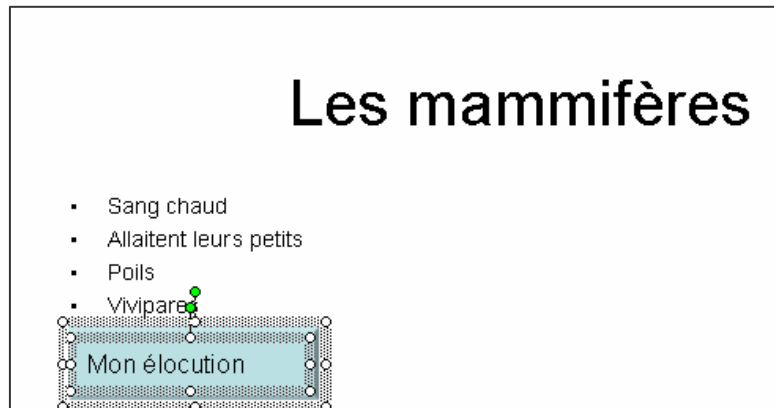 Les mammifères
Sang chaud
Allaitent leurs petits
Poils
Vivipares
Mon élocution